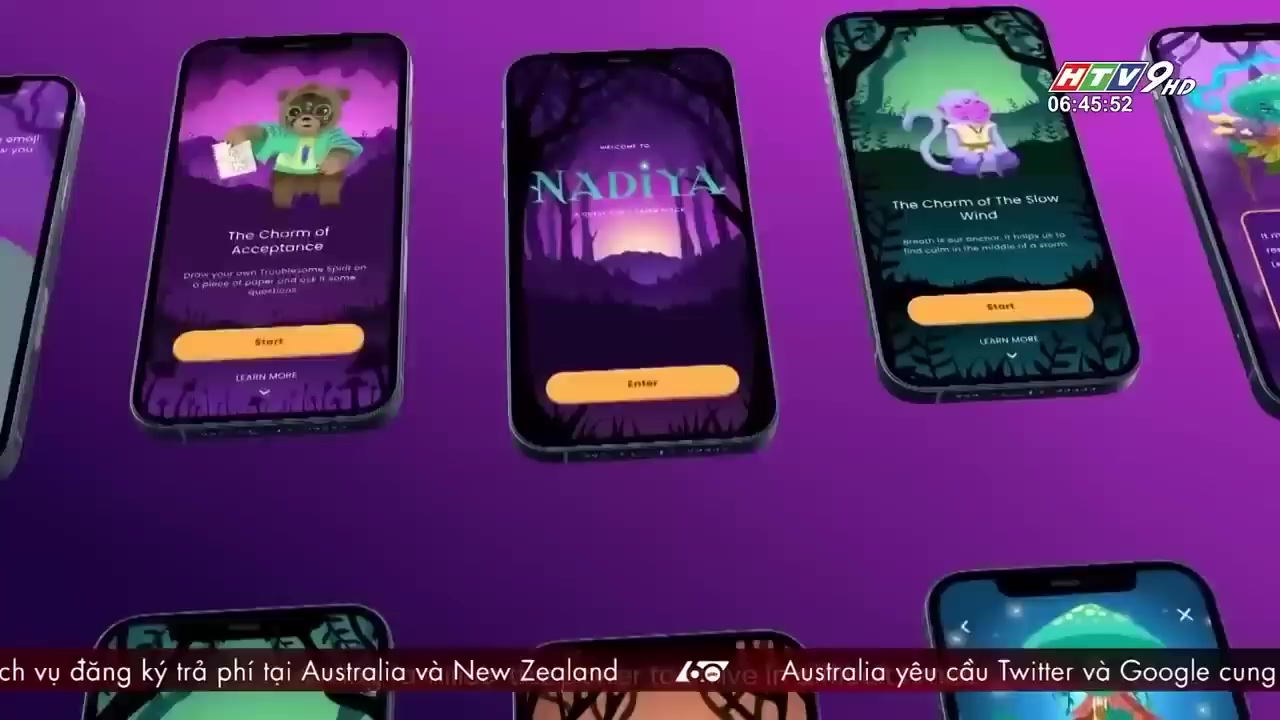 HTV9HD
06:45:52
emoji
you
The Charm of
Acceptance
Draw your own Troublesome Spirit on
a piece of paper and ask it some
questions.
Start
LEARN MORE
WELCOME TO
NADIYA
Enter
The Charm of The Slow
Wind
Breath is our anchor. It helps us to
find calm in the middle of a storm.
Start
LEARN MORE
ch vụ đăng ký trả phí tại Australia và New Zealand
60
Australia yêu cầu Twitter và Google cung